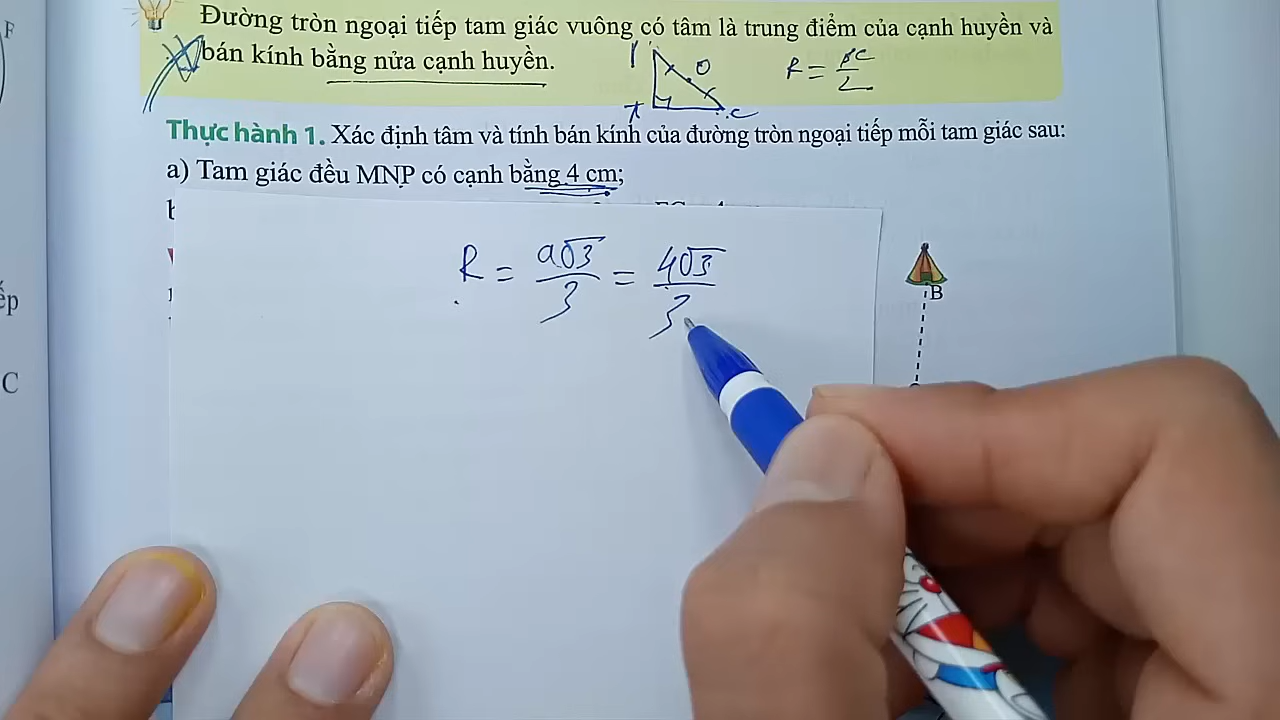 F
Đường tròn ngoại tiếp tam giác vuông có tâm là trung điểm của cạnh huyền và
bán kính bằng nửa cạnh huyền.
O
R = BC/2
C
Thực hành 1. Xác định tâm và tính bán kính của đường tròn ngoại tiếp mỗi tam giác sau:
a) Tam giác đều MNP có cạnh bằng 4 cm;
R = a√3/3 = 4√3/3
B
ếp
C